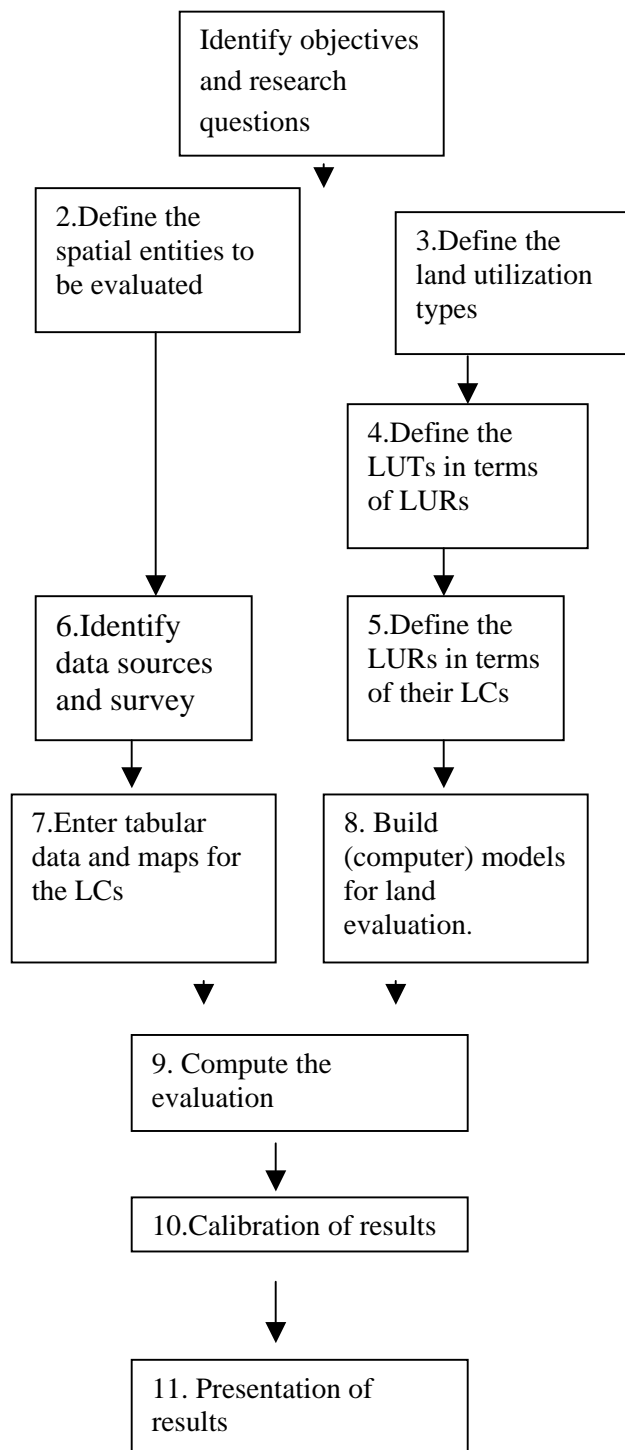 Identify objectives
and research
questions
2.Define the
spatial entities to
be evaluated
3.Define the
land utilization
types
4.Define the
LUTs in terms
of LURs
6.Identify
data sources
and survey
5.Define the
LURs in terms
of their LCs
7.Enter tabular
data and maps for
the LCs
8. Build
(computer) models
for land
evaluation.
9. Compute the
evaluation
10.Calibration of results
11. Presentation of
results